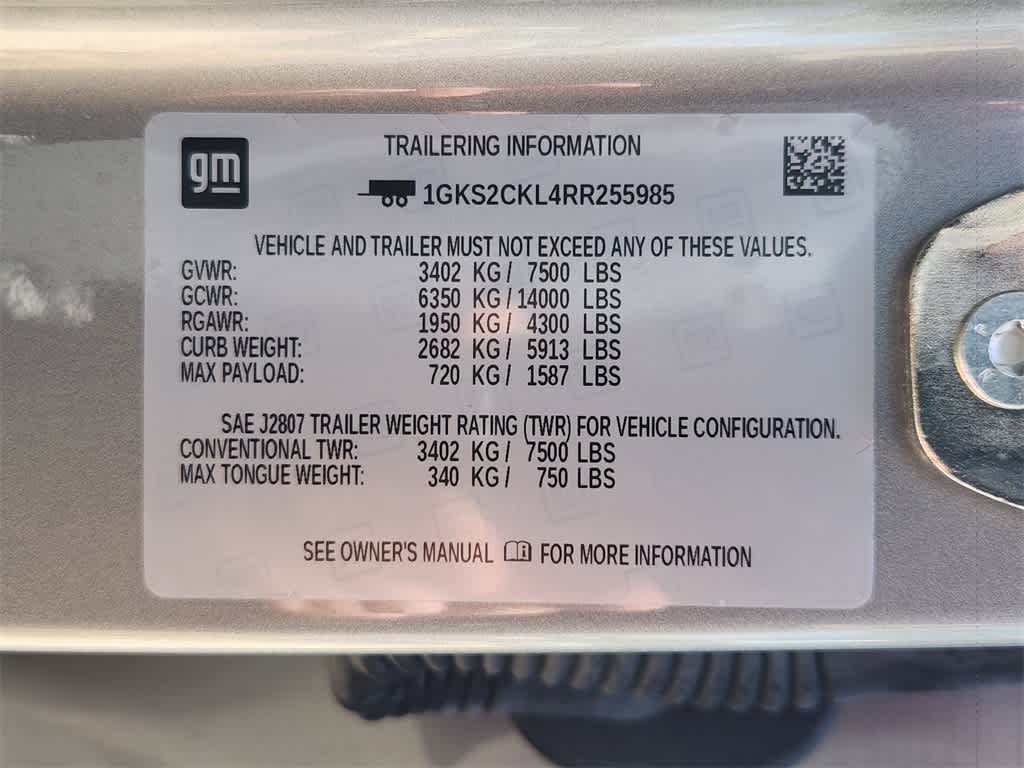 gm
TRAILERING INFORMATION
1GKS2CKL4RR255985
VEHICLE AND TRAILER MUST NOT EXCEED ANY OF THESE VALUES.
GVWR: 3402 KG / 7500 LBS
GCWR: 6350 KG / 14000 LBS
RGAWR: 1950 KG / 4300 LBS
CURB WEIGHT: 2682 KG / 5913 LBS
MAX PAYLOAD: 720 KG / 1587 LBS
SAE J2807 TRAILER WEIGHT RATING (TWR) FOR VEHICLE CONFIGURATION.
CONVENTIONAL TWR: 3402 KG / 7500 LBS
MAX TONGUE WEIGHT: 340 KG / 750 LBS
SEE OWNER'S MANUAL FOR MORE INFORMATION